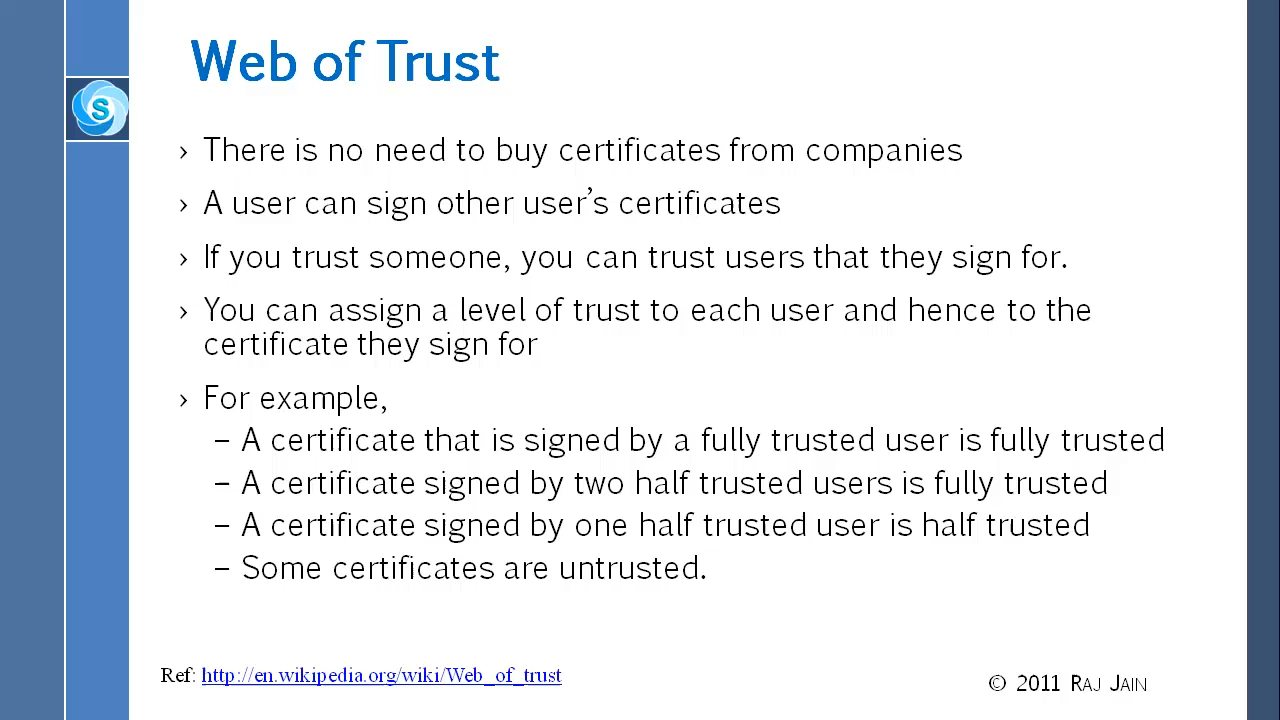 Web of Trust
S
› There is no need to buy certificates from companies
› A user can sign other user’s certificates
› If you trust someone, you can trust users that they sign for.
› You can assign a level of trust to each user and hence to the
certificate they sign for
› For example,
– A certificate that is signed by a fully trusted user is fully trusted
– A certificate signed by two half trusted users is fully trusted
– A certificate signed by one half trusted user is half trusted
– Some certificates are untrusted.
Ref: http://en.wikipedia.org/wiki/Web_of_trust
© 2011 RAJ JAIN